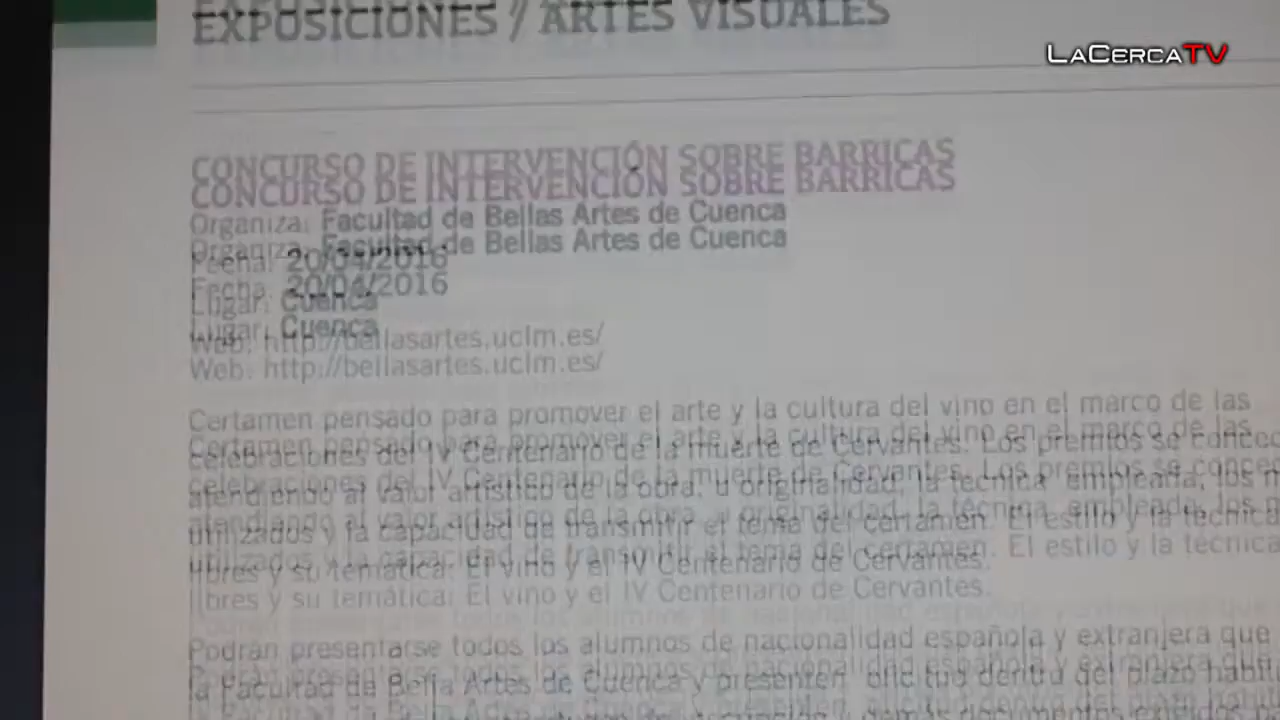 EXPOSICIONES / ARTES VISUALES
LACERCATV
CONCURSO DE INTERVENCIÓN SOBRE BARRICAS
Organiza: Facultad de Bellas Artes de Cuenca
Fecha: 20/04/2016
Lugar: Cuenca
Web: http://bellasartes.uclm.es/
Certamen pensado para promover el arte y la cultura del vino en el marco de las
celebraciones del IV Centenario de la muerte de Cervantes. Los premios se
atendiendo al valor artístico de la obra, originalidad, la técnica empleada, los
utilizados y la capacidad de transmitir el tema del certamen. El estilo y la
libres y su temática: El vino y el IV Centenario de Cervantes.
Podrán presentarse todos los alumnos de nacionalidad española y extranjera que
la Facultad de Bella Artes de Cuenca y presenten dentro del plazo